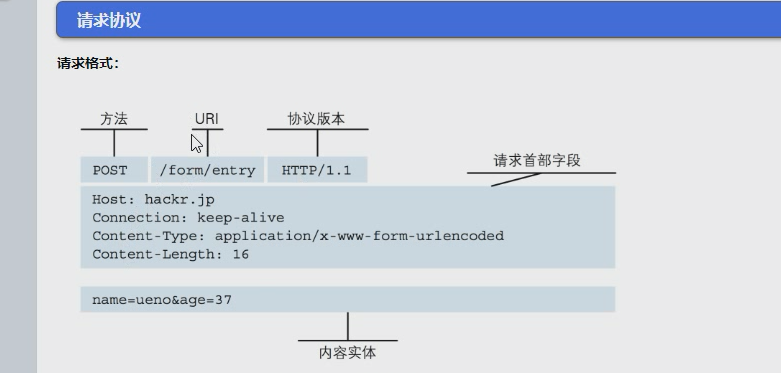 请求协议
请求格式：
方法 URI 协议版本
请求首部字段
POST /form/entry HTTP/1.1
Host: hackr.jp
Connection: keep-alive
Content-Type: application/x-www-form-urlencoded
Content-Length: 16
name=ueno&age=37
内容实体